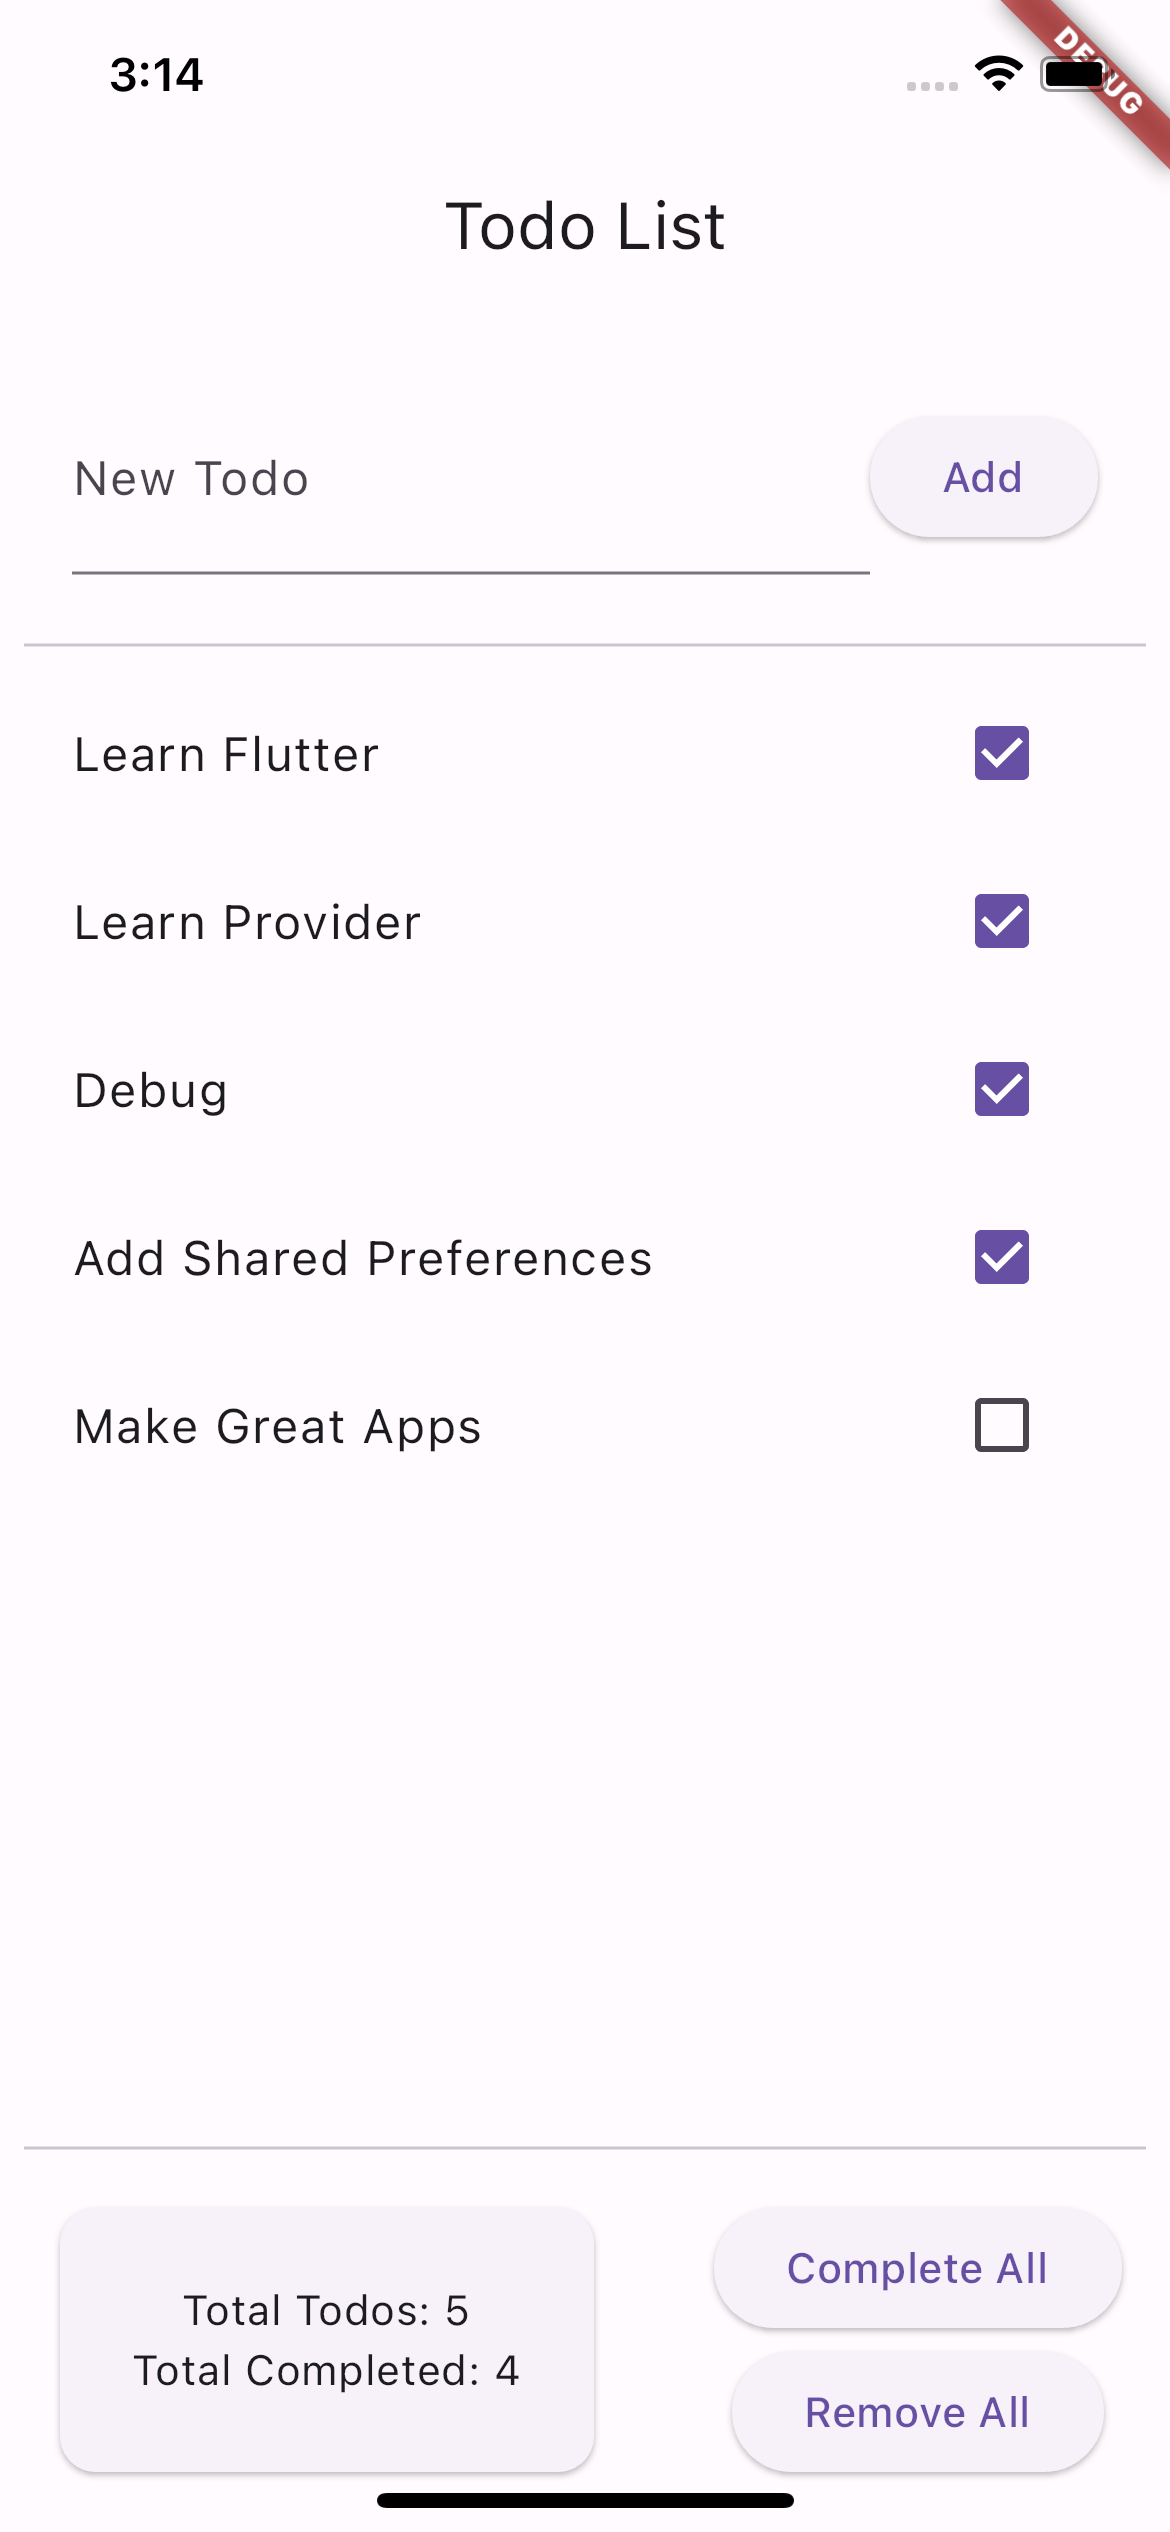 3:14
DEBUG
Todo List
New Todo
Add
Learn Flutter
Learn Provider
Debug
Add Shared Preferences
Make Great Apps
Total Todos: 5
Total Completed: 4
Complete All
Remove All